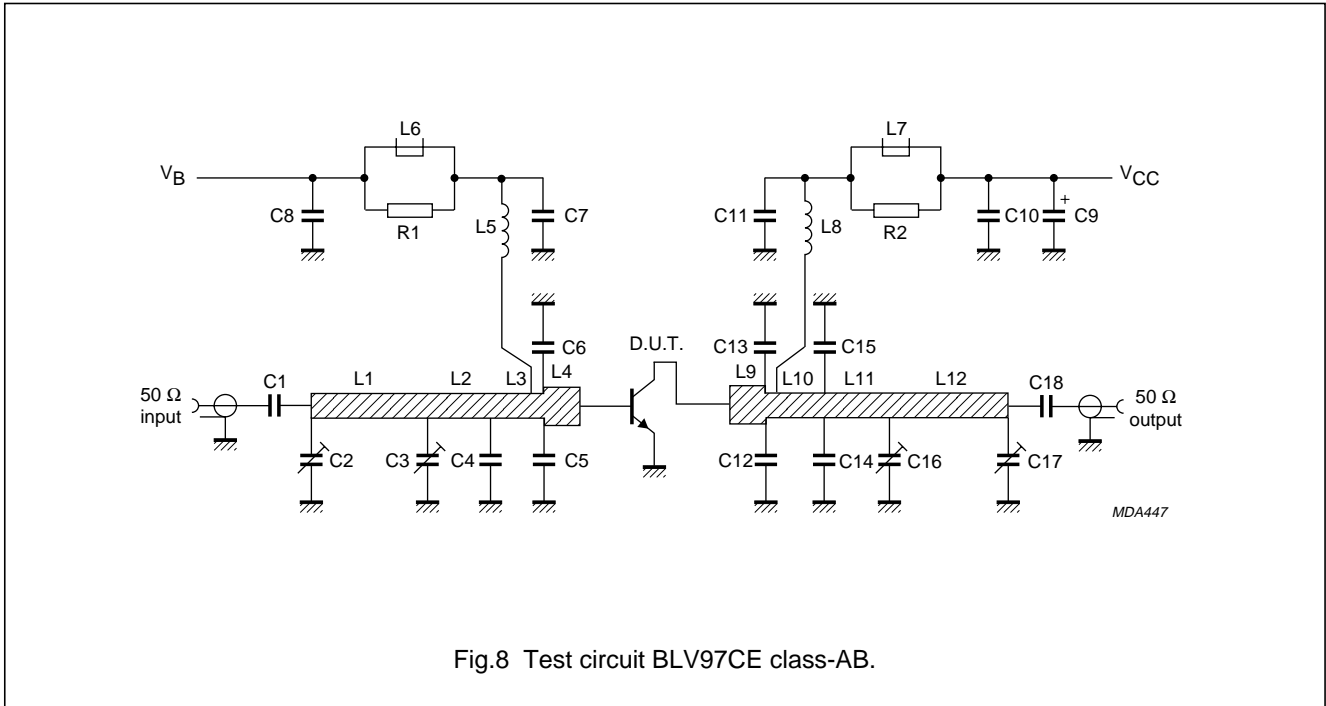 L6
L7
VB
VCC
C8
R1
L5
C7
C11
L8
R2
C10
+
C9
C6
D.U.T.
C13
C15
50 Ω
input
C1
L1
L2
L3
L4
L9
L10
L11
L12
C18
50 Ω
output
C2
C3
C4
C5
C12
C14
C16
C17
MDA447
Fig.8 Test circuit BLV97CE class-AB.